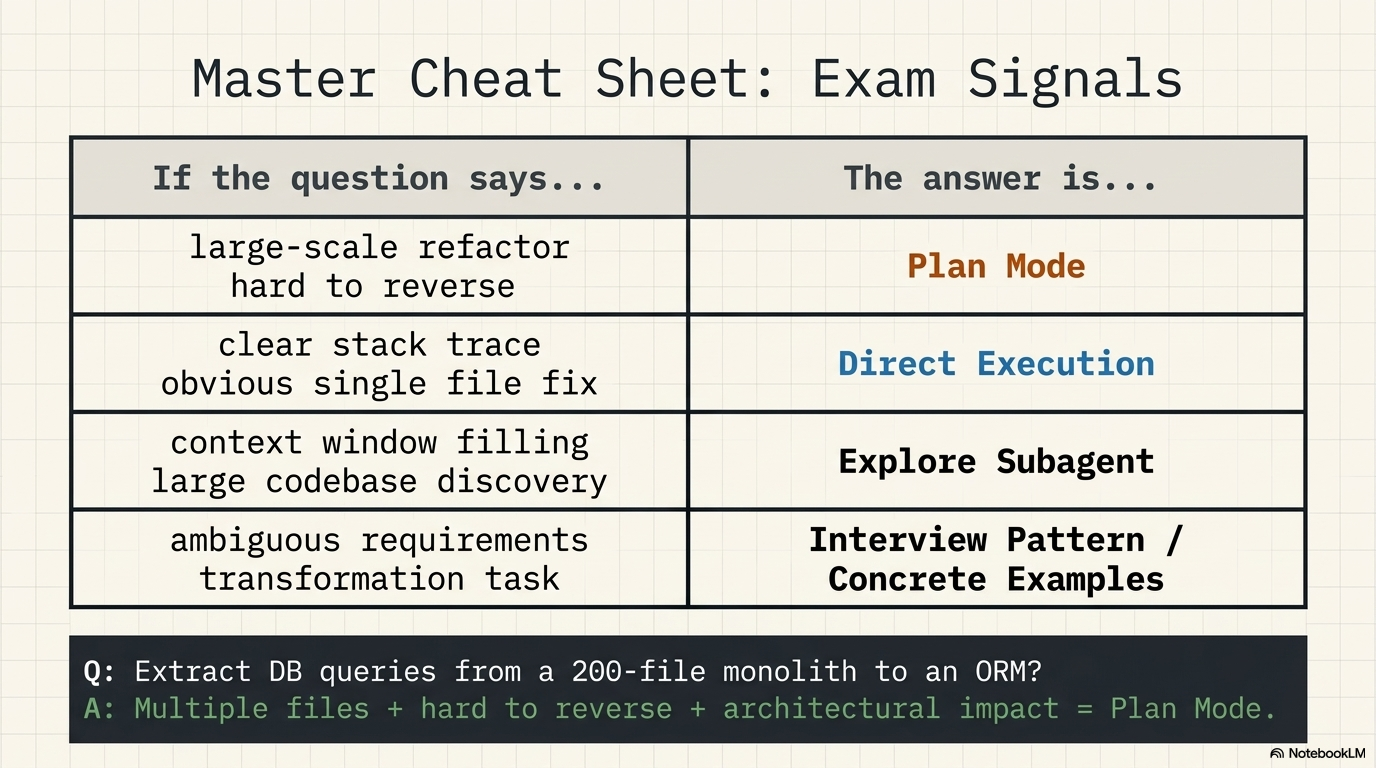 Master Cheat Sheet: Exam Signals
If the question says...
The answer is...
large-scale refactor
hard to reverse
Plan Mode
clear stack trace
obvious single file fix
Direct Execution
context window filling
large codebase discovery
Explore Subagent
ambiguous requirements
transformation task
Interview Pattern /
Concrete Examples
Q: Extract DB queries from a 200-file monolith to an ORM?
A: Multiple files + hard to reverse + architectural impact = Plan Mode.
NotebookLM